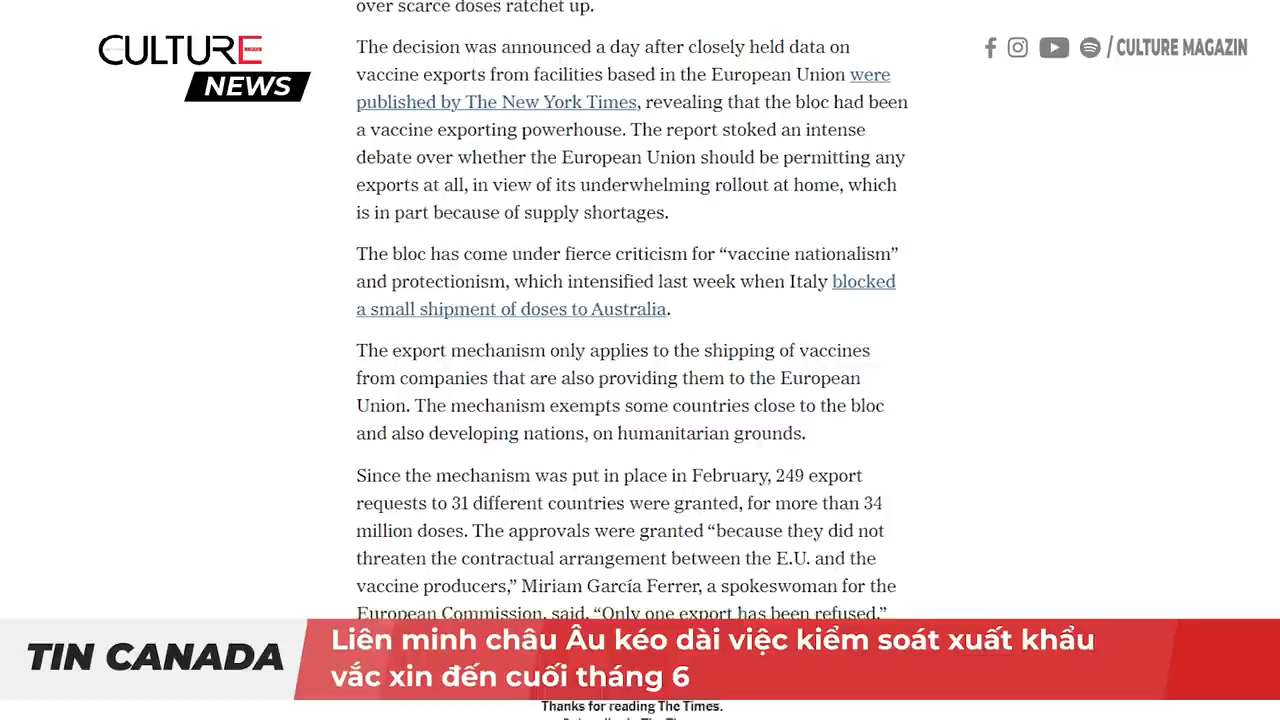 over scarce doses ratchet up.
CULTURE
NEWS
/ CULTURE MAGAZIN
The decision was announced a day after closely held data on
vaccine exports from facilities based in the European Union were
published by The New York Times, revealing that the bloc had been
a vaccine exporting powerhouse. The report stoked an intense
debate over whether the European Union should be permitting any
exports at all, in view of its underwhelming rollout at home, which
is in part because of supply shortages.
The bloc has come under fierce criticism for “vaccine nationalism”
and protectionism, which intensified last week when Italy blocked
a small shipment of doses to Australia.
The export mechanism only applies to the shipping of vaccines
from companies that are also providing them to the European
Union. The mechanism exempts some countries close to the bloc
and also developing nations, on humanitarian grounds.
Since the mechanism was put in place in February, 249 export
requests to 31 different countries were granted, for more than 34
million doses. The approvals were granted “because they did not
threaten the contractual arrangement between the E.U. and the
vaccine producers,” Miriam García Ferrer, a spokeswoman for the
European Commission, said. “Only one export has been refused.”
TIN CANADA
Liên minh châu Âu kéo dài việc kiểm soát xuất khẩu
vắc xin đến cuối tháng 6
Thanks for reading The Times.